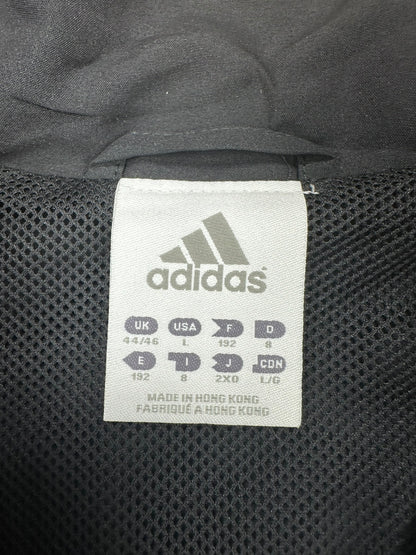 adidas
UK USA F D
44/46 L 192 8
E I J CDN
192 8 2XO L/G
MADE IN HONG KONG
FABRIQUÉ A HONG KONG